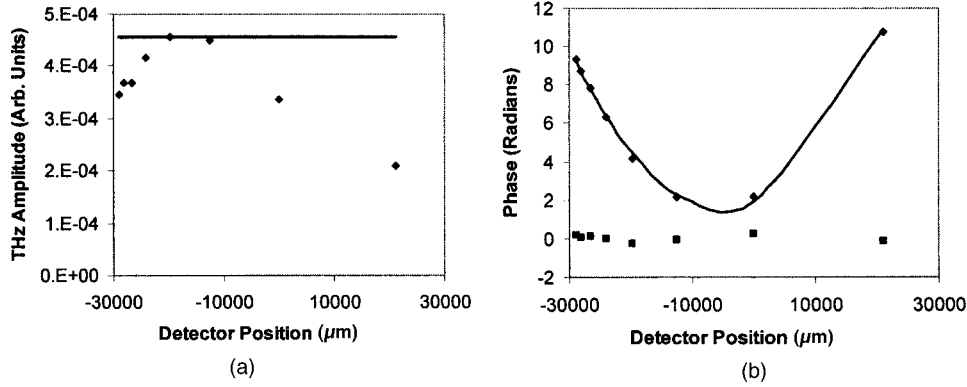 5.E-04
4.E-04
3.E-04
2.E-04
1.E-04
0.E+00
THz Amplitude (Arb. Units)
-30000 -10000 10000 30000
Detector Position (µm)
(a)
12
10
8
6
4
2
0
-2
Phase (Radians)
-30000 -10000 10000 30000
Detector Position (µm)
(b)